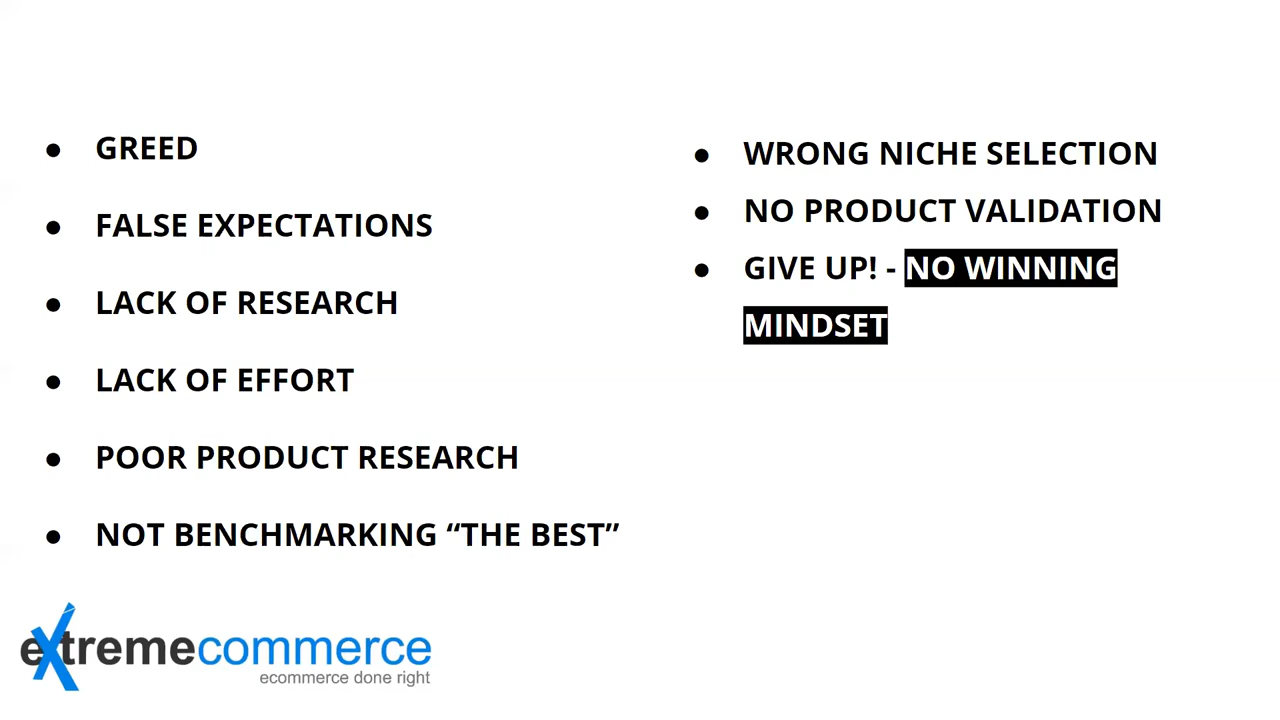 ● GREED
● FALSE EXPECTATIONS
● LACK OF RESEARCH
● LACK OF EFFORT
● POOR PRODUCT RESEARCH
● NOT BENCHMARKING “THE BEST”
● WRONG NICHE SELECTION
● NO PRODUCT VALIDATION
● GIVE UP! - NO WINNING
MINDSET
extremecommerce
ecommerce done right